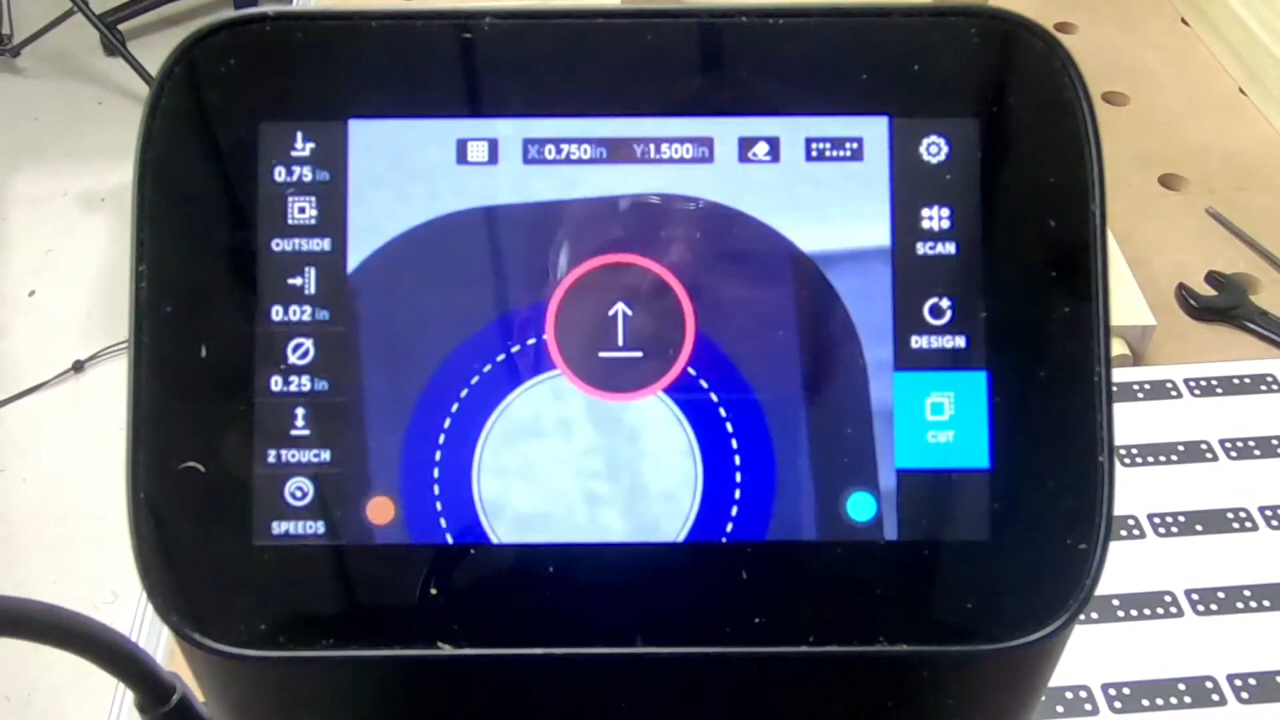 X:0.750in Y:1.500in
0.75 in
OUTSIDE
0.02 in
0.25 in
Z TOUCH
SPEEDS
SCAN
DESIGN
CUT